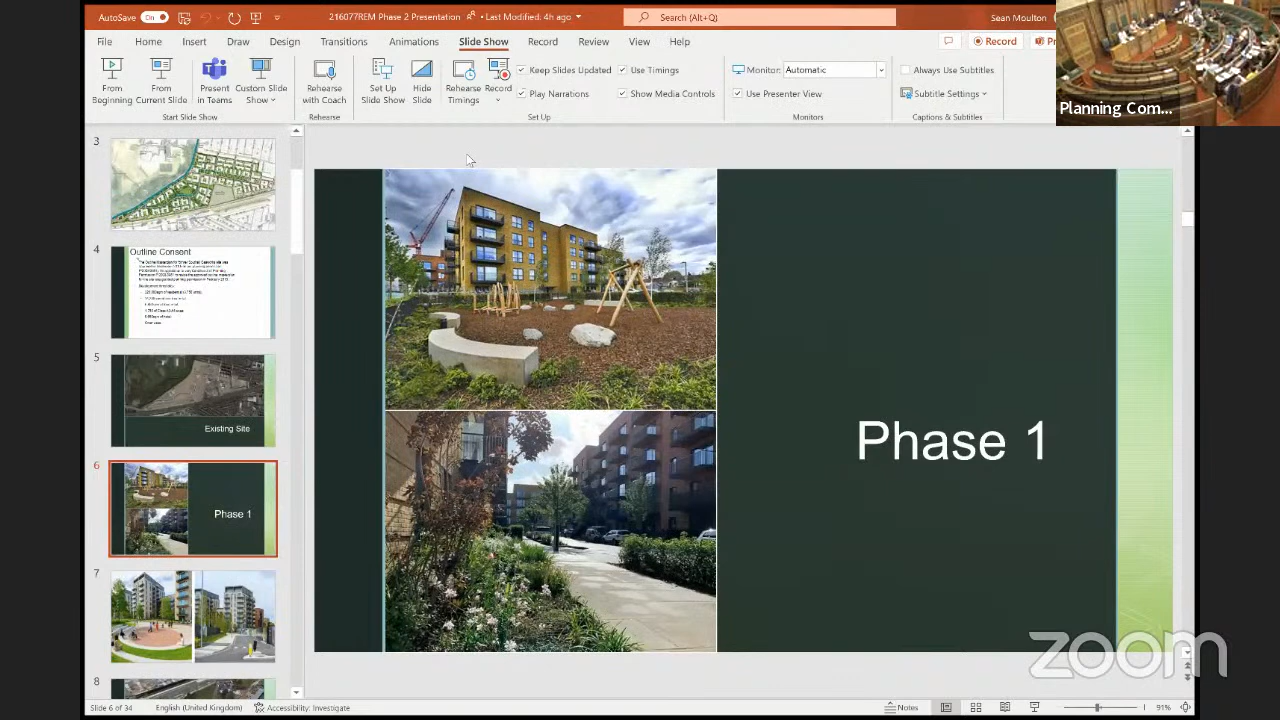 AutoSave On
216077REM Phase 2 Presentation
• Last Modified: 4h ago
Search (Alt+Q)
Sean Moulton
File Home Insert Draw Design Transitions Animations Slide Show Record Review View Help
Record
Planning Com...
From Beginning
From Current Slide
Present in Teams
Custom Slide Show
Rehearse with Coach
Set Up Slide Show
Hide Slide
Rehearse Timings
Record
Keep Slides Updated
Use Timings
Play Narrations
Show Media Controls
Monitor: Automatic
Use Presenter View
Always Use Subtitles
Subtitle Settings
Start Slide Show
Rehearse
Set Up
Monitors
Captions & Subtitles
3
4
Outline Consent
5
Existing Site
6
Phase 1
7
8
Phase 1
zoom
Slide 6 of 34
English (United Kingdom)
Accessibility: Investigate
Notes
91%